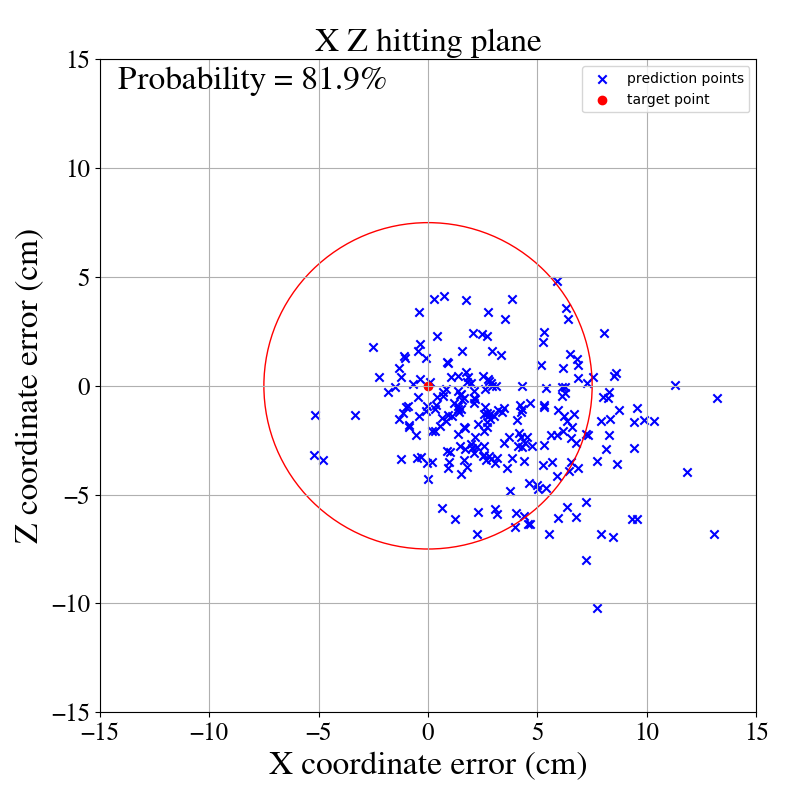 X Z hitting plane
Probability = 81.9%
prediction points
target point
15
10
5
0
−5
−10
−15
Z coordinate error (cm)
−15 −10 −5 0 5 10 15
X coordinate error (cm)